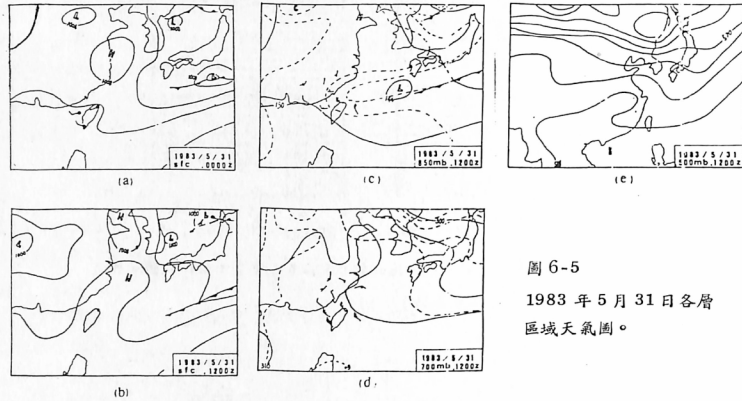 1983/5/31
sfc ,0000z
(a)
1983/5/31
850mb,1200z
(c)
1983/5/31
500mb,1200z
(e)
1983/5/31
sfc ,1200z
(b)
1983/5/31
700mb,1200z
(d)
圖 6-5
1983 年 5 月 31 日各層
區域天氣圖。